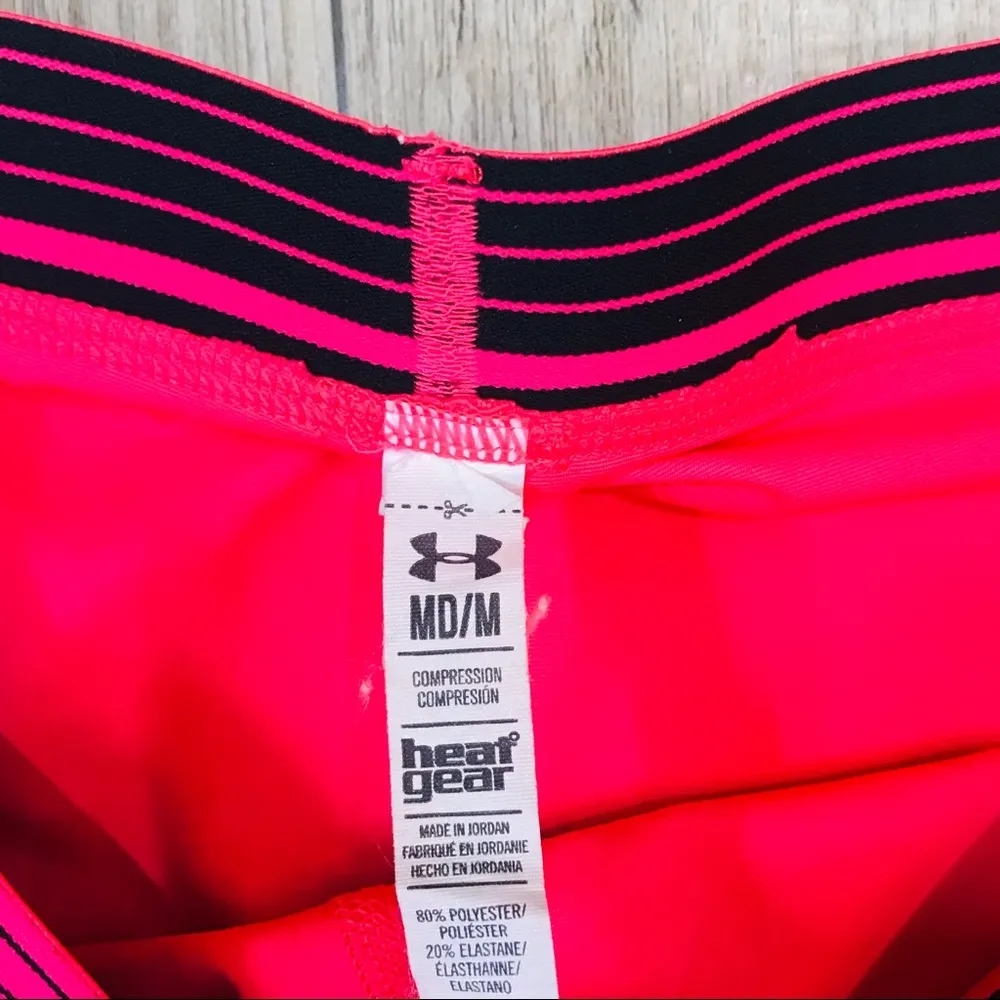 MD/M
COMPRESSION
COMPRESIÓN
heat
gear
MADE IN JORDAN
FABRIQUÉ EN JORDANIE
HECHO EN JORDANIA
80% POLYESTER/
POLIÉSTER
20% ELASTANE/
ÉLASTHANNE/
ELASTANO